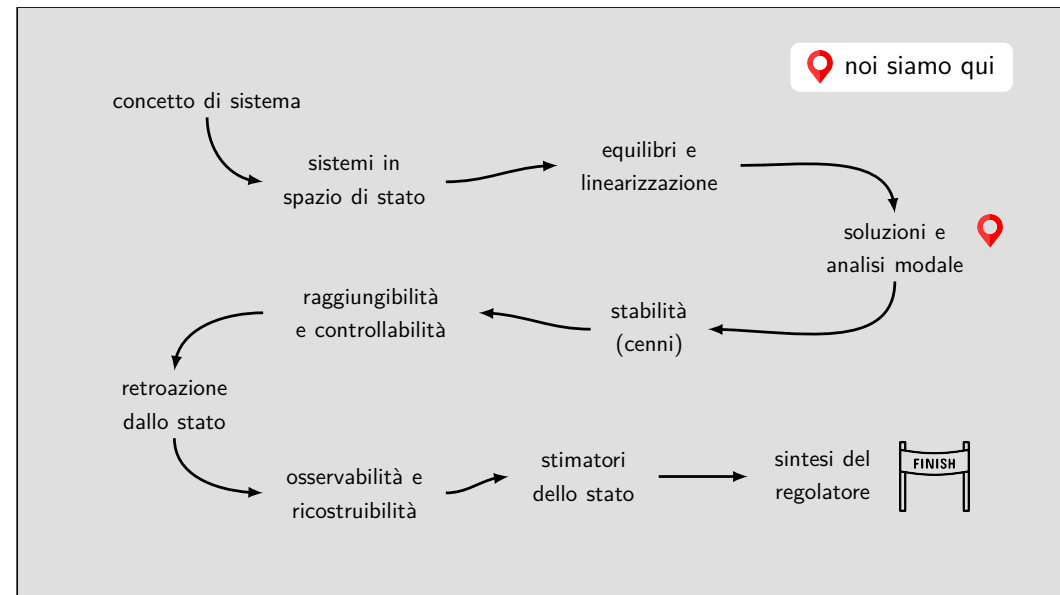 noi siamo qui
concetto di sistema
sistemi in
spazio di stato
equilibri e
linearizzazione
soluzioni e
analisi modale
stabilità
(cenni)
raggiungibilità
e controllabilità
retroazione
dallo stato
osservabilità e
ricostruibilità
stimatori
dello stato
sintesi del
regolatore
FINISH